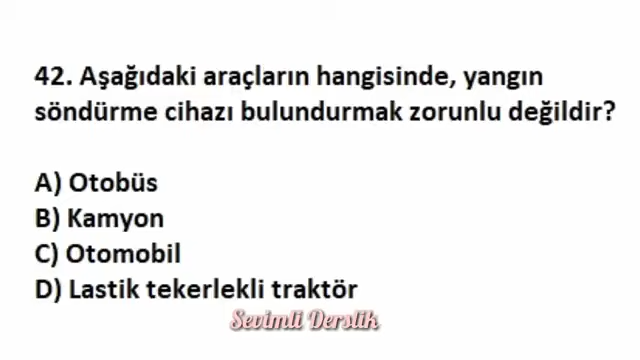 42. Aşağıdaki araçların hangisinde, yangın
söndürme cihazı bulundurmak zorunlu değildir?
A) Otobüs
B) Kamyon
C) Otomobil
D) Lastik tekerlekli traktör
Sevimli Derslik